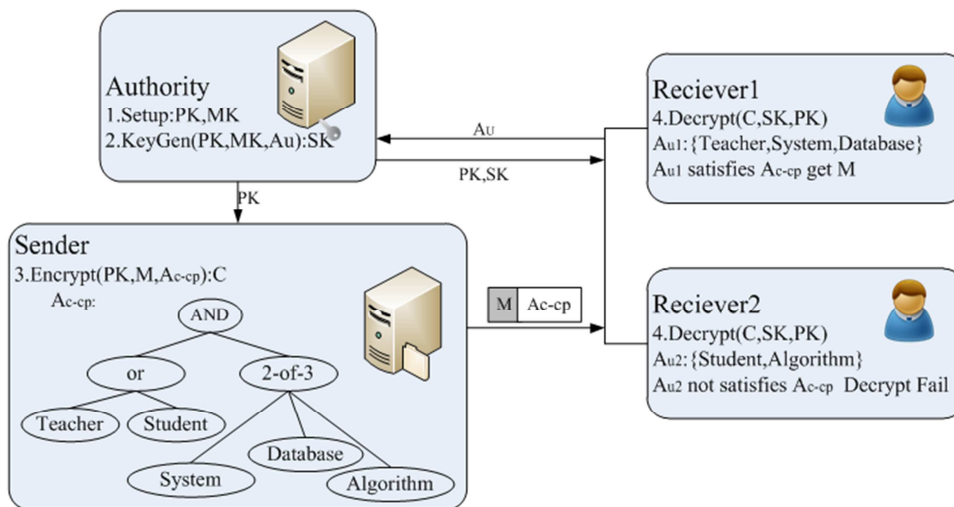 Authority
1.Setup:PK,MK
2.KeyGen(PK,MK,Au):SK
AU
PK,SK
PK
Reciever1
4.Decrypt(C,SK,PK)
Au1:{Teacher,System,Database}
Au1 satisfies Ac-cp get M
Sender
3.Encrypt(PK,M,Ac-cp):C
Ac-cp:
AND
or
2-of-3
Teacher
Student
System
Database
Algorithm
M Ac-cp
Reciever2
4.Decrypt(C,SK,PK)
Au2:{Student,Algorithm}
Au2 not satisfies Ac-cp Decrypt Fail